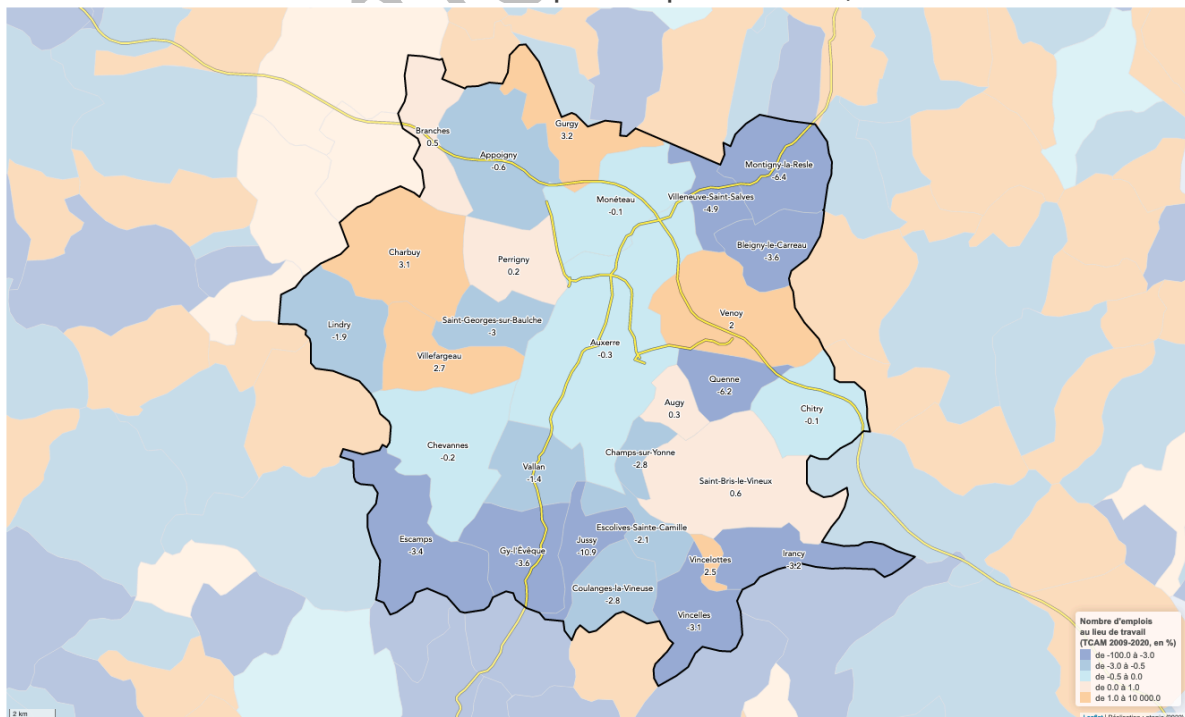 Branches
0.5
Appoigny
-0.6
Gurgy
3.2
Monéteau
-0.1
Montigny-la-Resle
-6.4
Villeneuve-Saint-Salves
-4.9
Bleigny-le-Carreau
-3.6
Charbuy
3.1
Perrigny
0.2
Lindry
-1.9
Saint-Georges-sur-Baulche
-3
Venoy
2
Auxerre
-0.3
Villefargeau
2.7
Quenne
-6.2
Augy
0.3
Chitry
-0.1
Chevannes
-0.2
Vallan
-1.4
Champs-sur-Yonne
-2.8
Saint-Bris-le-Vineux
0.6
Escamps
-3.4
Gy-l'Évêque
-3.6
Jussy
-10.9
Escolives-Sainte-Camille
-2.1
Vincelottes
2.5
Irancy
-3.2
Coulanges-la-Vineuse
-2.8
Vincelles
-3.1
Nombre d'emplois
au lieu de travail
(TCAM 2009-2020, en %)
de -100.0 à -3.0
de -3.0 à -0.5
de -0.5 à 0.0
de 0.0 à 1.0
de 1.0 à 10 000.0
2 km